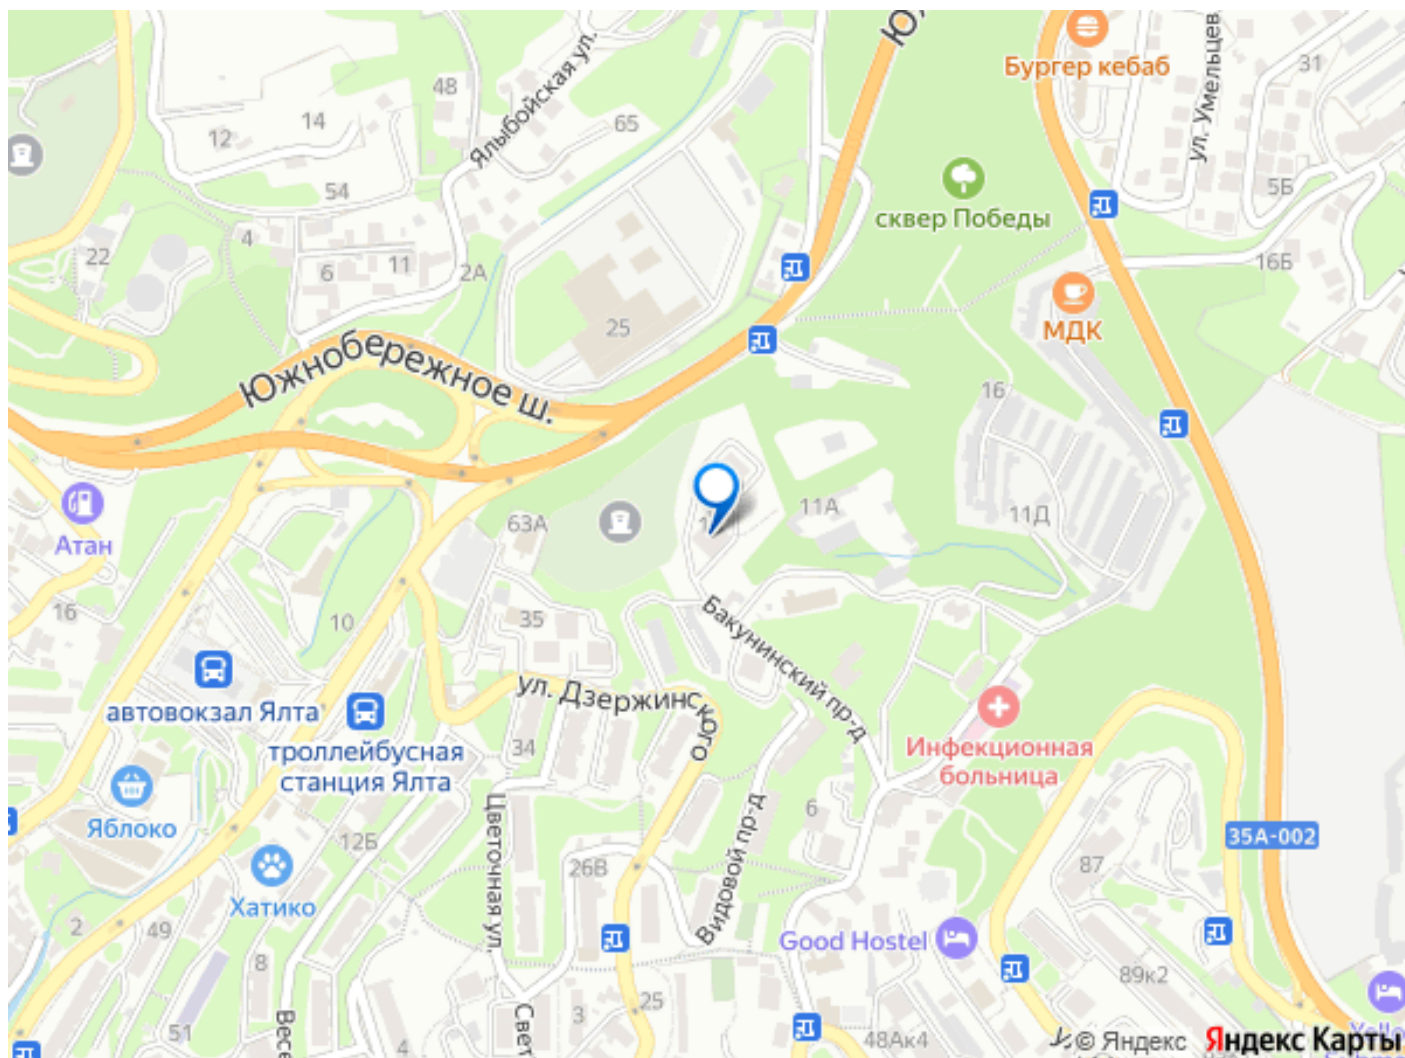 Бургер кебаб
31
ул. Умельцев
48
Ялыбойская ул.
14
12
65
54
5Б
сквер Победы
4
22
11
6
2А
16Б
МДК
25
Южнобережное ш.
16
11А
11Д
63А
Атан
16
10
35
Бакунинский пр-д
автовокзал Ялта
ул. Дзержинского
троллейбусная
станция Ялта
34
Инфекционная
больница
Яблоко
12Б
6
Цветочная ул.
Видовой пр-д
35А-002
87
26В
Хатико
2
49
8
Good Hostel
89к2
25
3
51
4
48Ак4
© Яндекс
Яндекс Карты